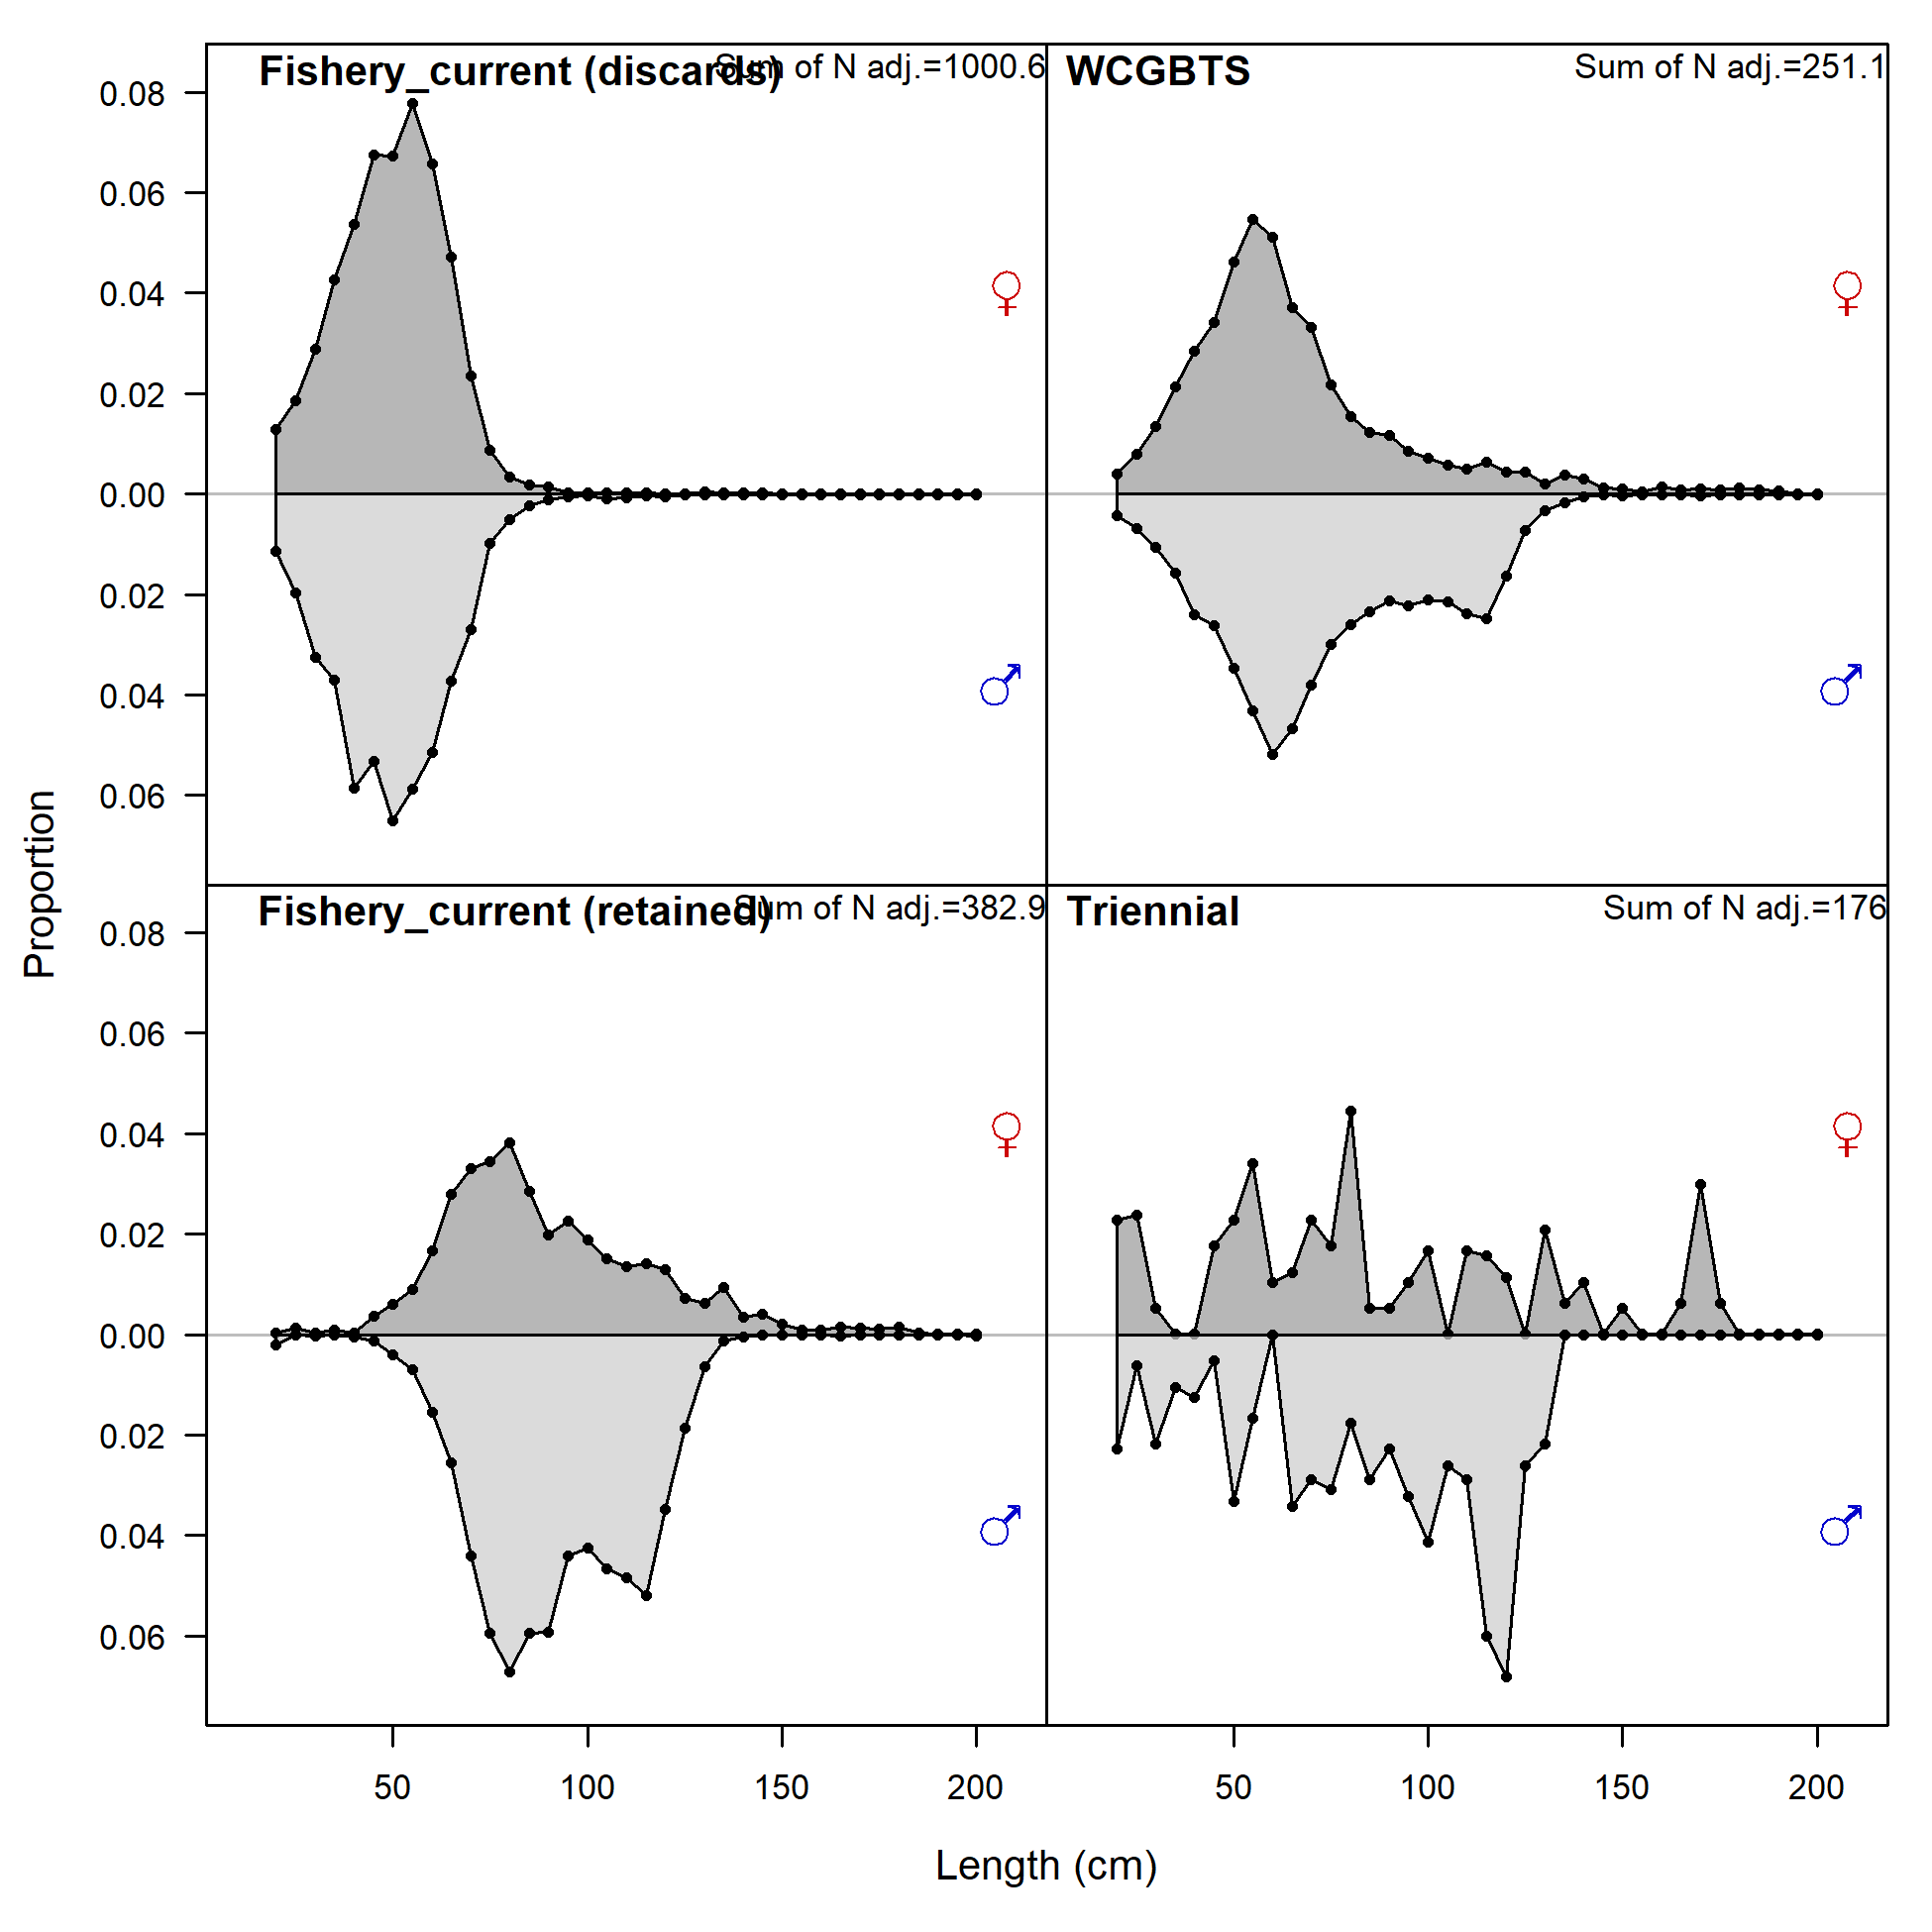 Fishery_current (discards)
Sum of N adj.=1000.6
WCGBTS
Sum of N adj.=251.1
0.08
0.06
0.04
0.02
0.00
0.02
0.04
0.06
♀
♂
♀
♂
Proportion
Fishery_current (retained)
Sum of N adj.=382.9
Triennial
Sum of N adj.=176
0.08
0.06
0.04
0.02
0.00
0.02
0.04
0.06
♀
♂
♀
♂
50 100 150 200
50 100 150 200
Length (cm)